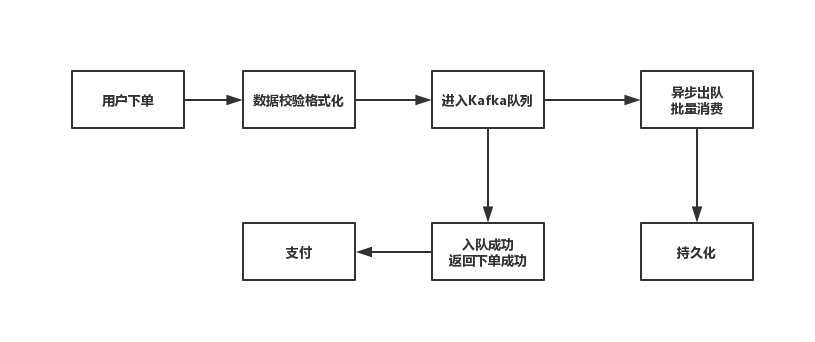 用户下单
数据校验格式化
进入Kafka队列
异步出队
批量消费
支付
入队成功
返回下单成功
持久化